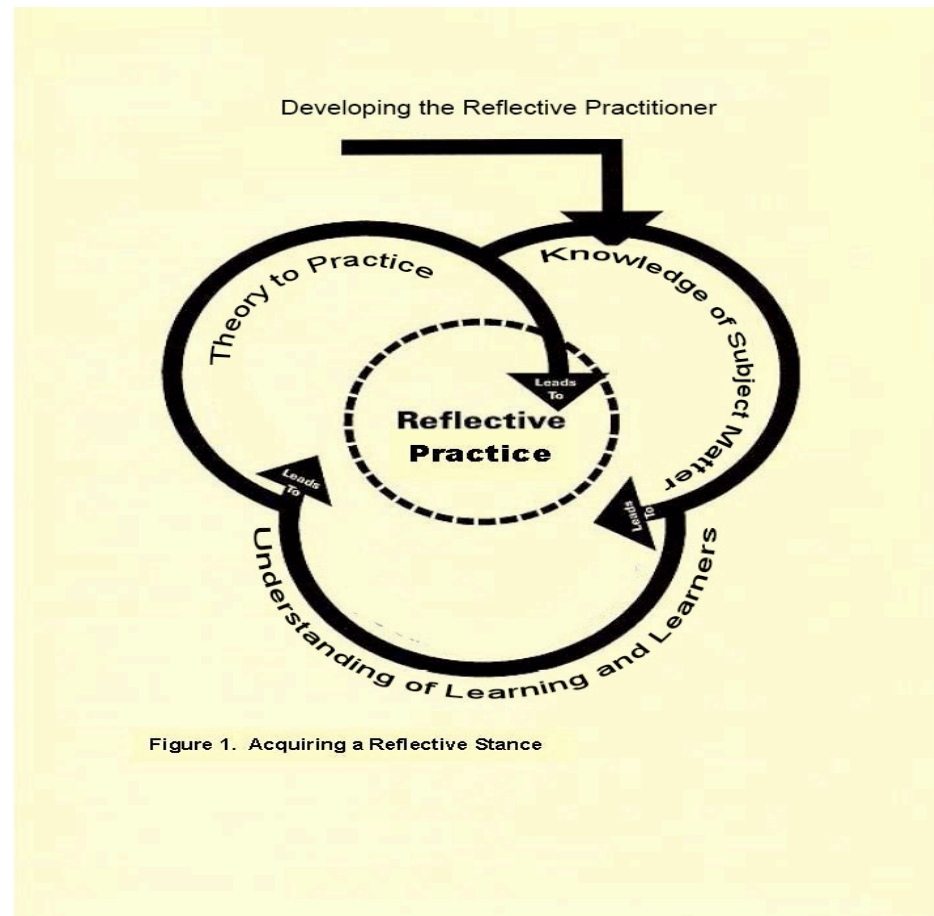 Developing the Reflective Practitioner
Theory to Practice
Knowledge of Subject Matter
Leads
To
Reflective
Practice
Leads
To
Leads
To
Understanding of Learning and Learners
Figure 1. Acquiring a Reflective Stance